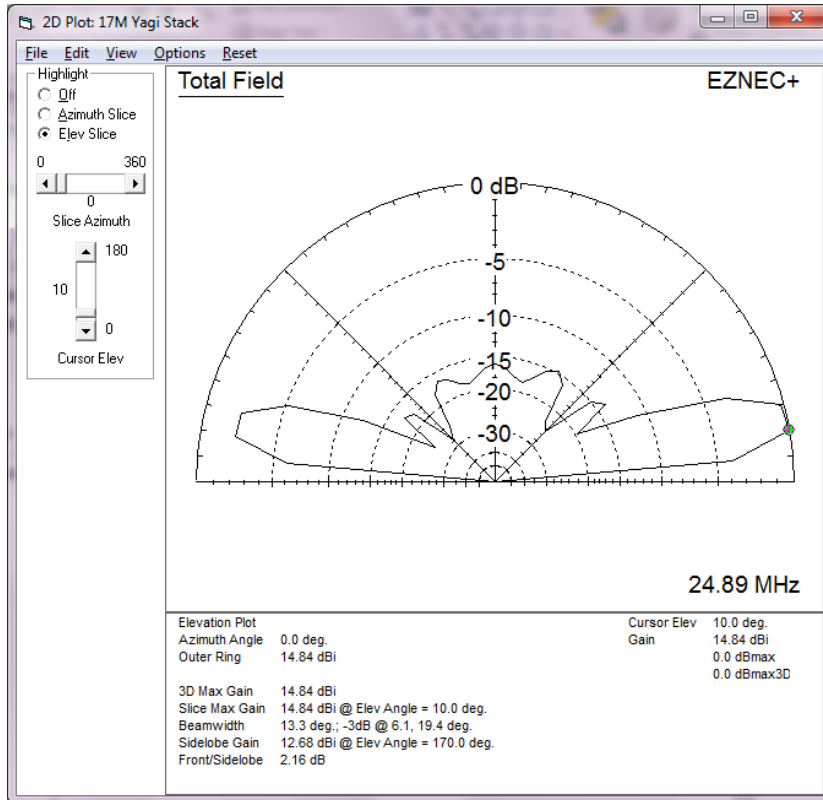 2D Plot: 17M Yagi Stack
File Edit View Options Reset
Highlight
Off
Azimuth Slice
Elev Slice
0 360
0
Slice Azimuth
180
10
0
Cursor Elev
Total Field EZNEC+
0 dB
-5
-10
-15
-20
-30
24.89 MHz
Elevation Plot Cursor Elev 10.0 deg.
Azimuth Angle 0.0 deg. Gain 14.84 dBi
Outer Ring 14.84 dBi 0.0 dBmax
0.0 dBmax3D
3D Max Gain 14.84 dBi
Slice Max Gain 14.84 dBi @ Elev Angle = 10.0 deg.
Beamwidth 13.3 deg.; -3dB @ 6.1, 19.4 deg.
Sidelobe Gain 12.68 dBi @ Elev Angle = 170.0 deg.
Front/Sidelobe 2.16 dB